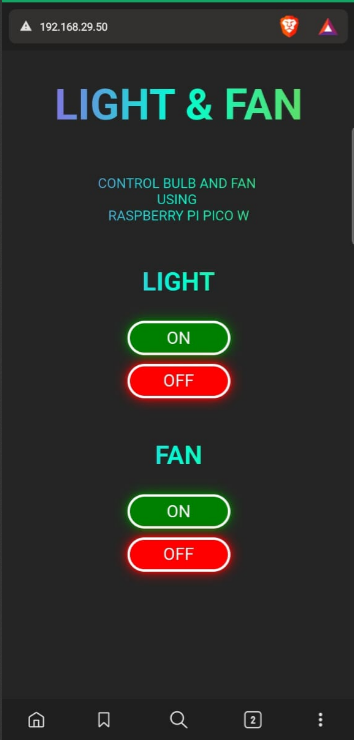 192.168.29.50
LIGHT & FAN
CONTROL BULB AND FAN
USING
RASPBERRY PI PICO W
LIGHT
ON
OFF
FAN
ON
OFF
2